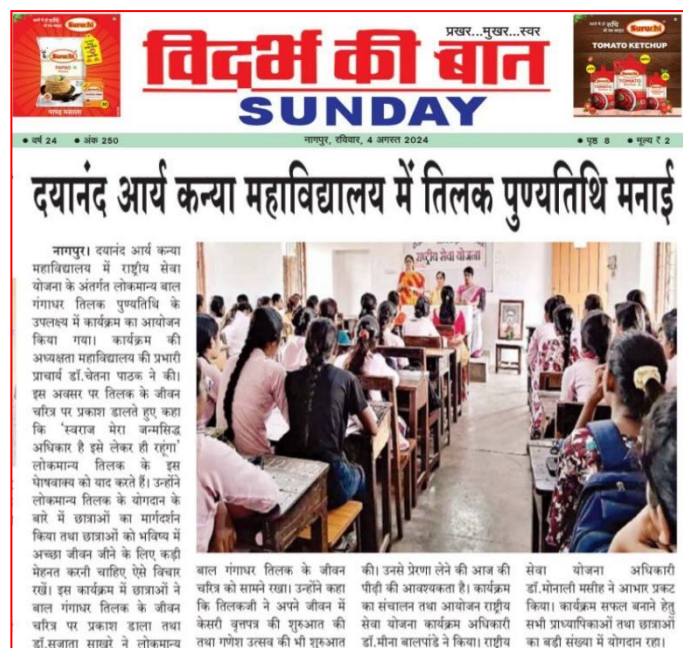 Suruchi
PAPAD
पापड़ मसाला
प्रखर...मुखर...स्वर
विदर्भ की बात
SUNDAY
Suruchi
TOMATO KETCHUP
• वर्ष 24 • अंक 250
नागपुर, रविवार, 4 अगस्त 2024
• पृष्ठ 8 • मूल्य ₹ 2
दयानंद आर्य कन्या महाविद्यालय में तिलक पुण्यतिथि मनाई
नागपुर। दयानंद आर्य कन्या
महाविद्यालय में राष्ट्रीय सेवा
योजना के अंतर्गत लोकमान्य बाल
गंगाधर तिलक पुण्यतिथि के
उपलक्ष्य में कार्यक्रम का आयोजन
किया गया। कार्यक्रम की
अध्यक्षता महाविद्यालय की प्रभारी
प्राचार्य डॉ.चेतना पाठक ने की।
इस अवसर पर तिलक के जीवन
चरित्र पर प्रकाश डालते हुए कहा
कि 'स्वराज मेरा जन्मसिद्ध
अधिकार है इसे लेकर ही रहूंगा'
लोकमान्य तिलक के इस
घोषवाक्य को याद करते हैं। उन्होंने
लोकमान्य तिलक के योगदान के
बारे में छात्राओं का मार्गदर्शन
किया तथा छात्राओं को भविष्य में
अच्छा जीवन जीने के लिए कड़ी
मेहनत करनी चाहिए ऐसे विचार
रखें। इस कार्यक्रम में छात्राओं ने
बाल गंगाधर तिलक के जीवन
चरित्र पर प्रकाश डाला तथा
डॉ.सुजाता साखरे ने लोकमान्य
राष्ट्रीय सेवा योजना
बाल गंगाधर तिलक के जीवन
चरित्र को सामने रखा। उन्होंने कहा
कि तिलकजी ने अपने जीवन में
केसरी वृत्तपत्र की शुरुआत की
तथा गणेश उत्सव की भी शुरुआत
की। उनसे प्रेरणा लेने की आज की
पीढ़ी की आवश्यकता है। कार्यक्रम
का संचालन तथा आयोजन राष्ट्रीय
सेवा योजना कार्यक्रम अधिकारी
डॉ.मीना बालपांडे ने किया। राष्ट्रीय
सेवा योजना अधिकारी
डॉ.मोनाली मसीह ने आभार प्रकट
किया। कार्यक्रम सफल बनाने हेतु
सभी प्राध्यापिकाओं तथा छात्राओं
का बड़ी संख्या में योगदान रहा।